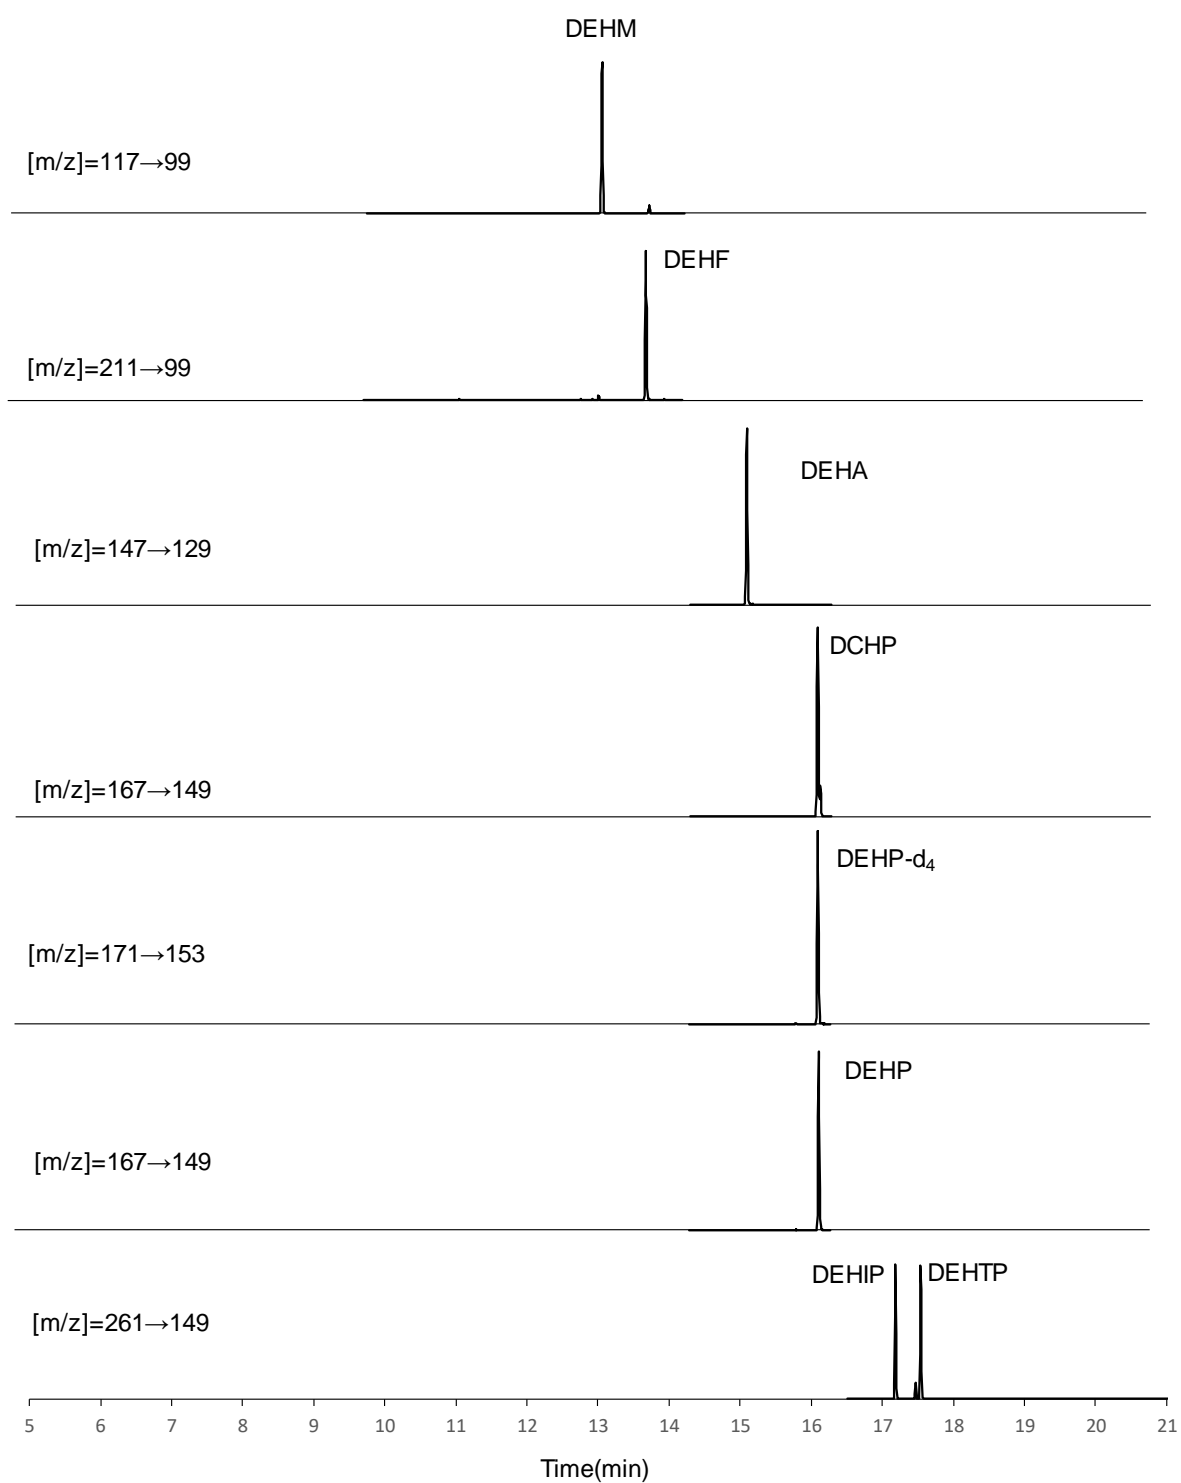 DEHM
[m/z]=117→99
DEHF
[m/z]=211→99
DEHA
[m/z]=147→129
DCHP
[m/z]=167→149
DEHP-d₄
[m/z]=171→153
DEHP
[m/z]=167→149
DEHIP DEHTP
[m/z]=261→149
5 6 7 8 9 10 11 12 13 14 15 16 17 18 19 20 21
Time(min)